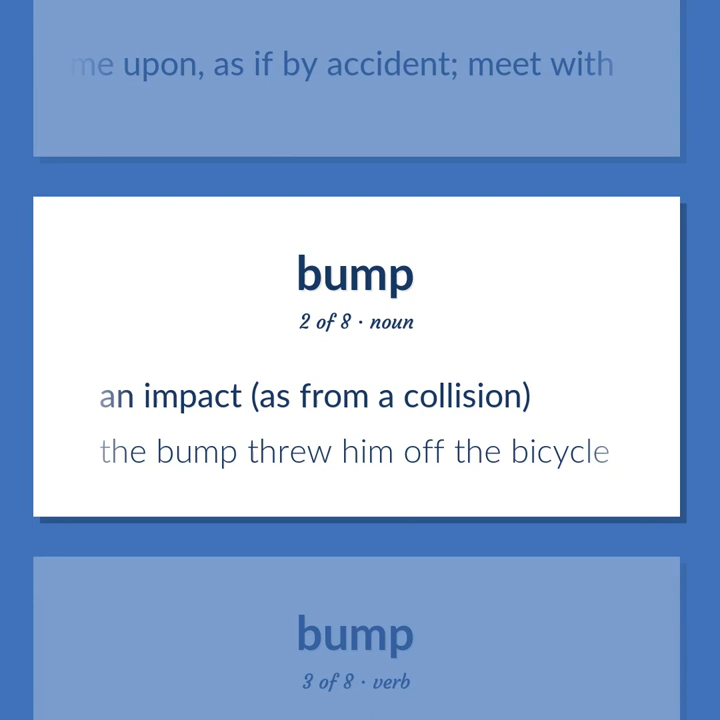 me upon, as if by accident; meet with
bump
2 of 8 · noun
an impact (as from a collision)
the bump threw him off the bicycle
bump
3 of 8 · verb